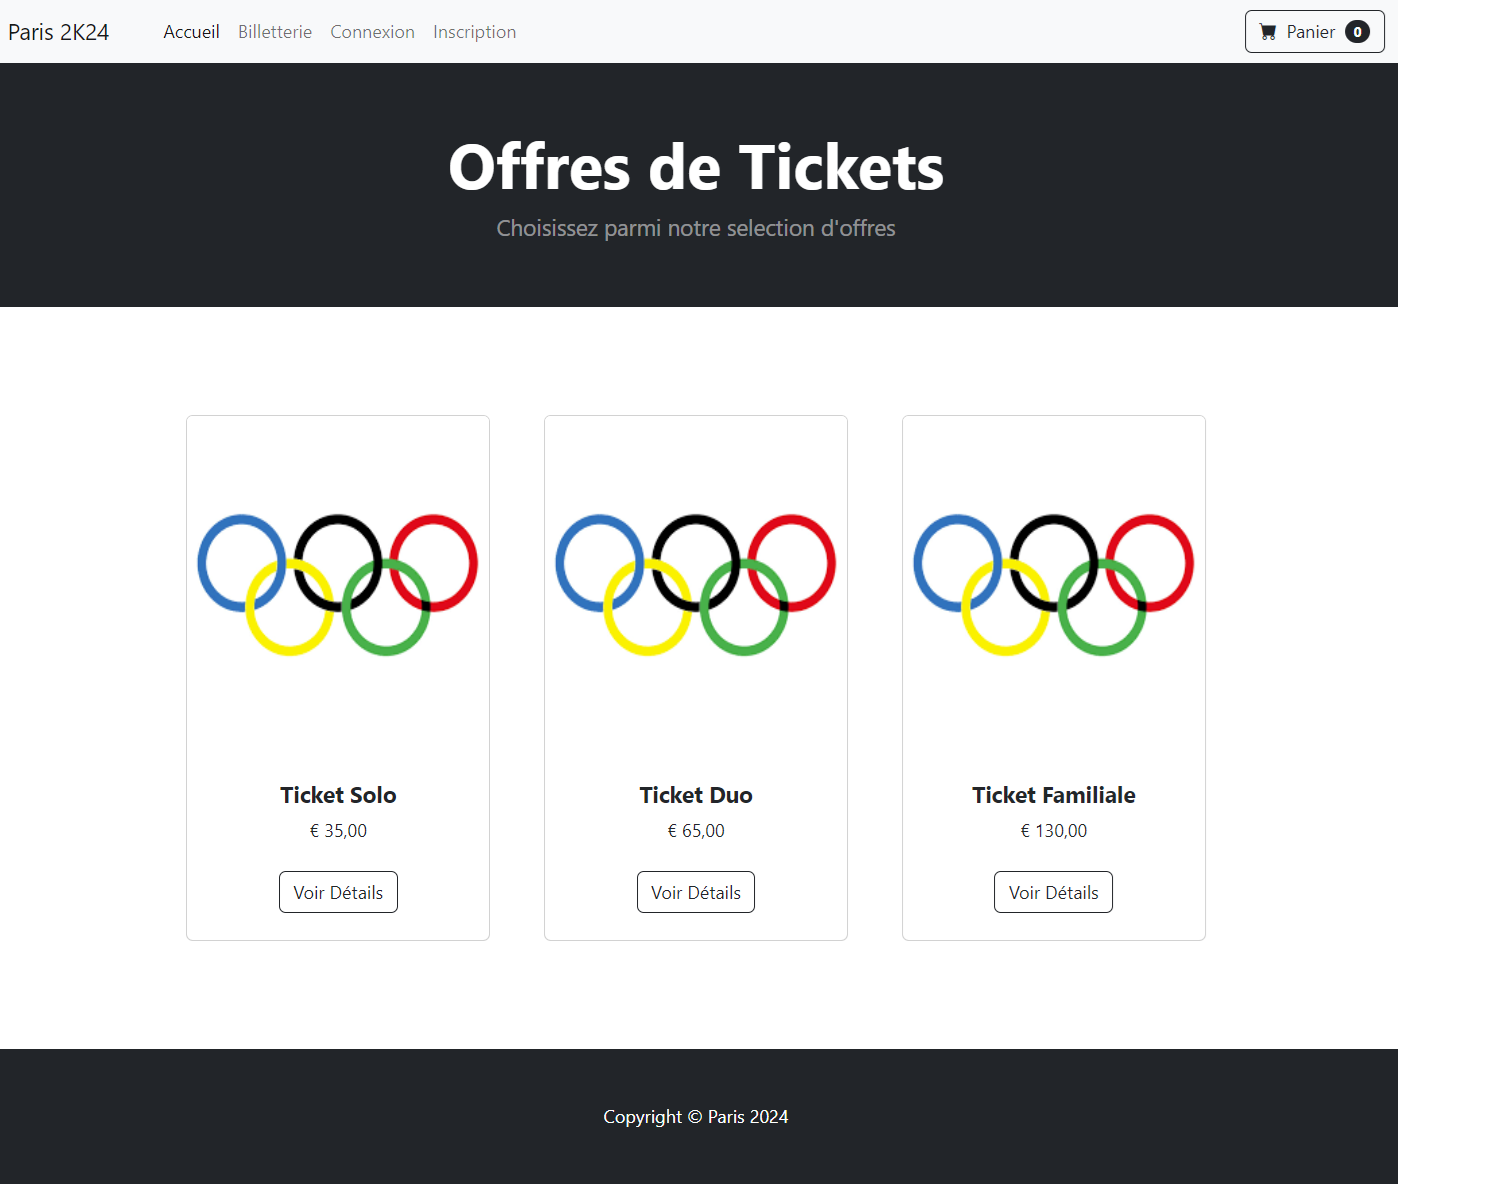 Paris 2K24 Accueil Billetterie Connexion Inscription Panier 0
Offres de Tickets
Choisissez parmi notre selection d'offres
Ticket Solo
€ 35,00
Voir Détails
Ticket Duo
€ 65,00
Voir Détails
Ticket Familiale
€ 130,00
Voir Détails
Copyright © Paris 2024